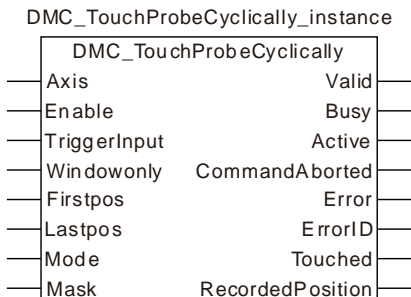 DMC_TouchProbeCyclically_instance
DMC_TouchProbeCyclically
Axis Valid
Enable Busy
TriggerInput Active
Windowonly CommandAborted
Firstpos Error
Lastpos ErrorID
Mode Touched
Mask RecordedPosition